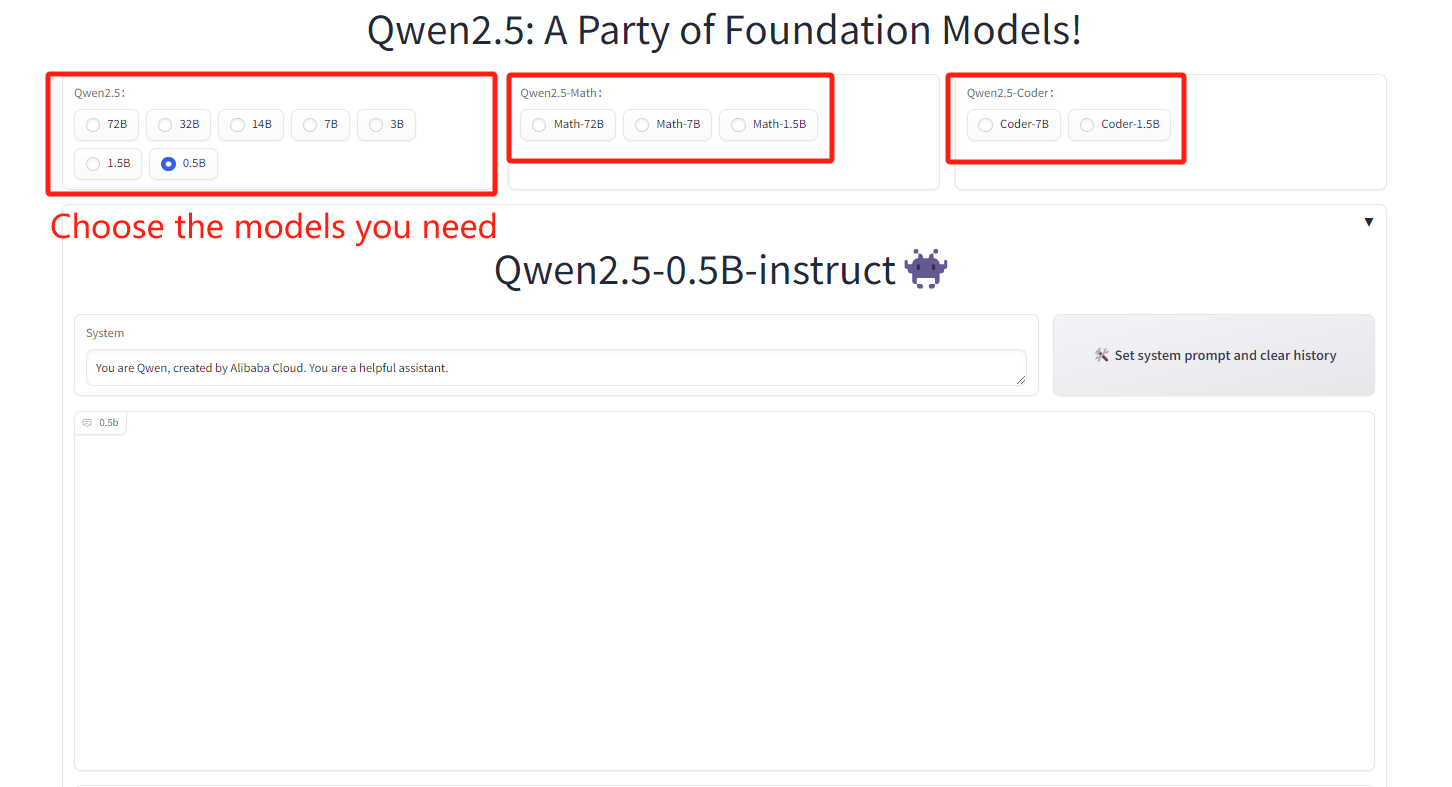 Qwen2.5: A Party of Foundation Models!
Qwen2.5:
72B 32B 14B 7B 3B
1.5B 0.5B
Qwen2.5-Math:
Math-72B Math-7B Math-1.5B
Qwen2.5-Coder:
Coder-7B Coder-1.5B
Choose the models you need
Qwen2.5-0.5B-instruct
System
You are Qwen, created by Alibaba Cloud. You are a helpful assistant.
Set system prompt and clear history
0.5b